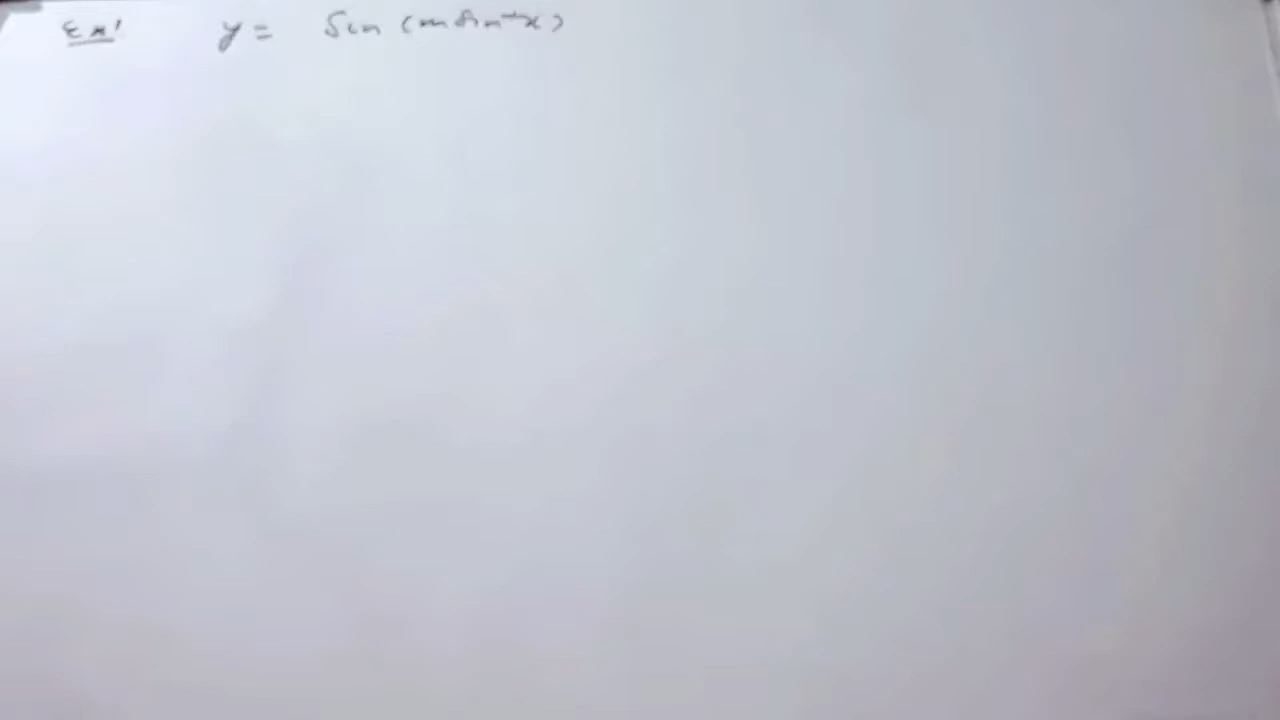 Ex! y = Sin (m sin⁻¹x)